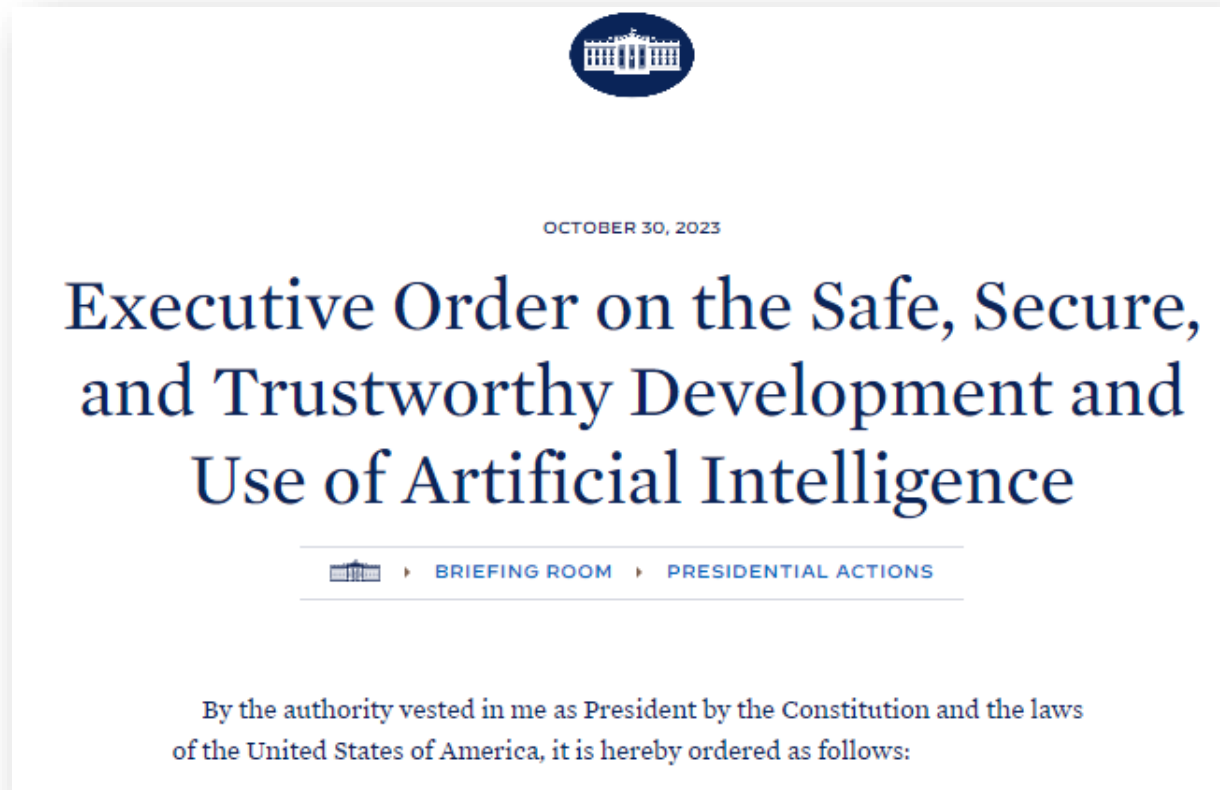 OCTOBER 30, 2023
Executive Order on the Safe, Secure,
and Trustworthy Development and
Use of Artificial Intelligence
BRIEFING ROOM PRESIDENTIAL ACTIONS
By the authority vested in me as President by the Constitution and the laws
of the United States of America, it is hereby ordered as follows: